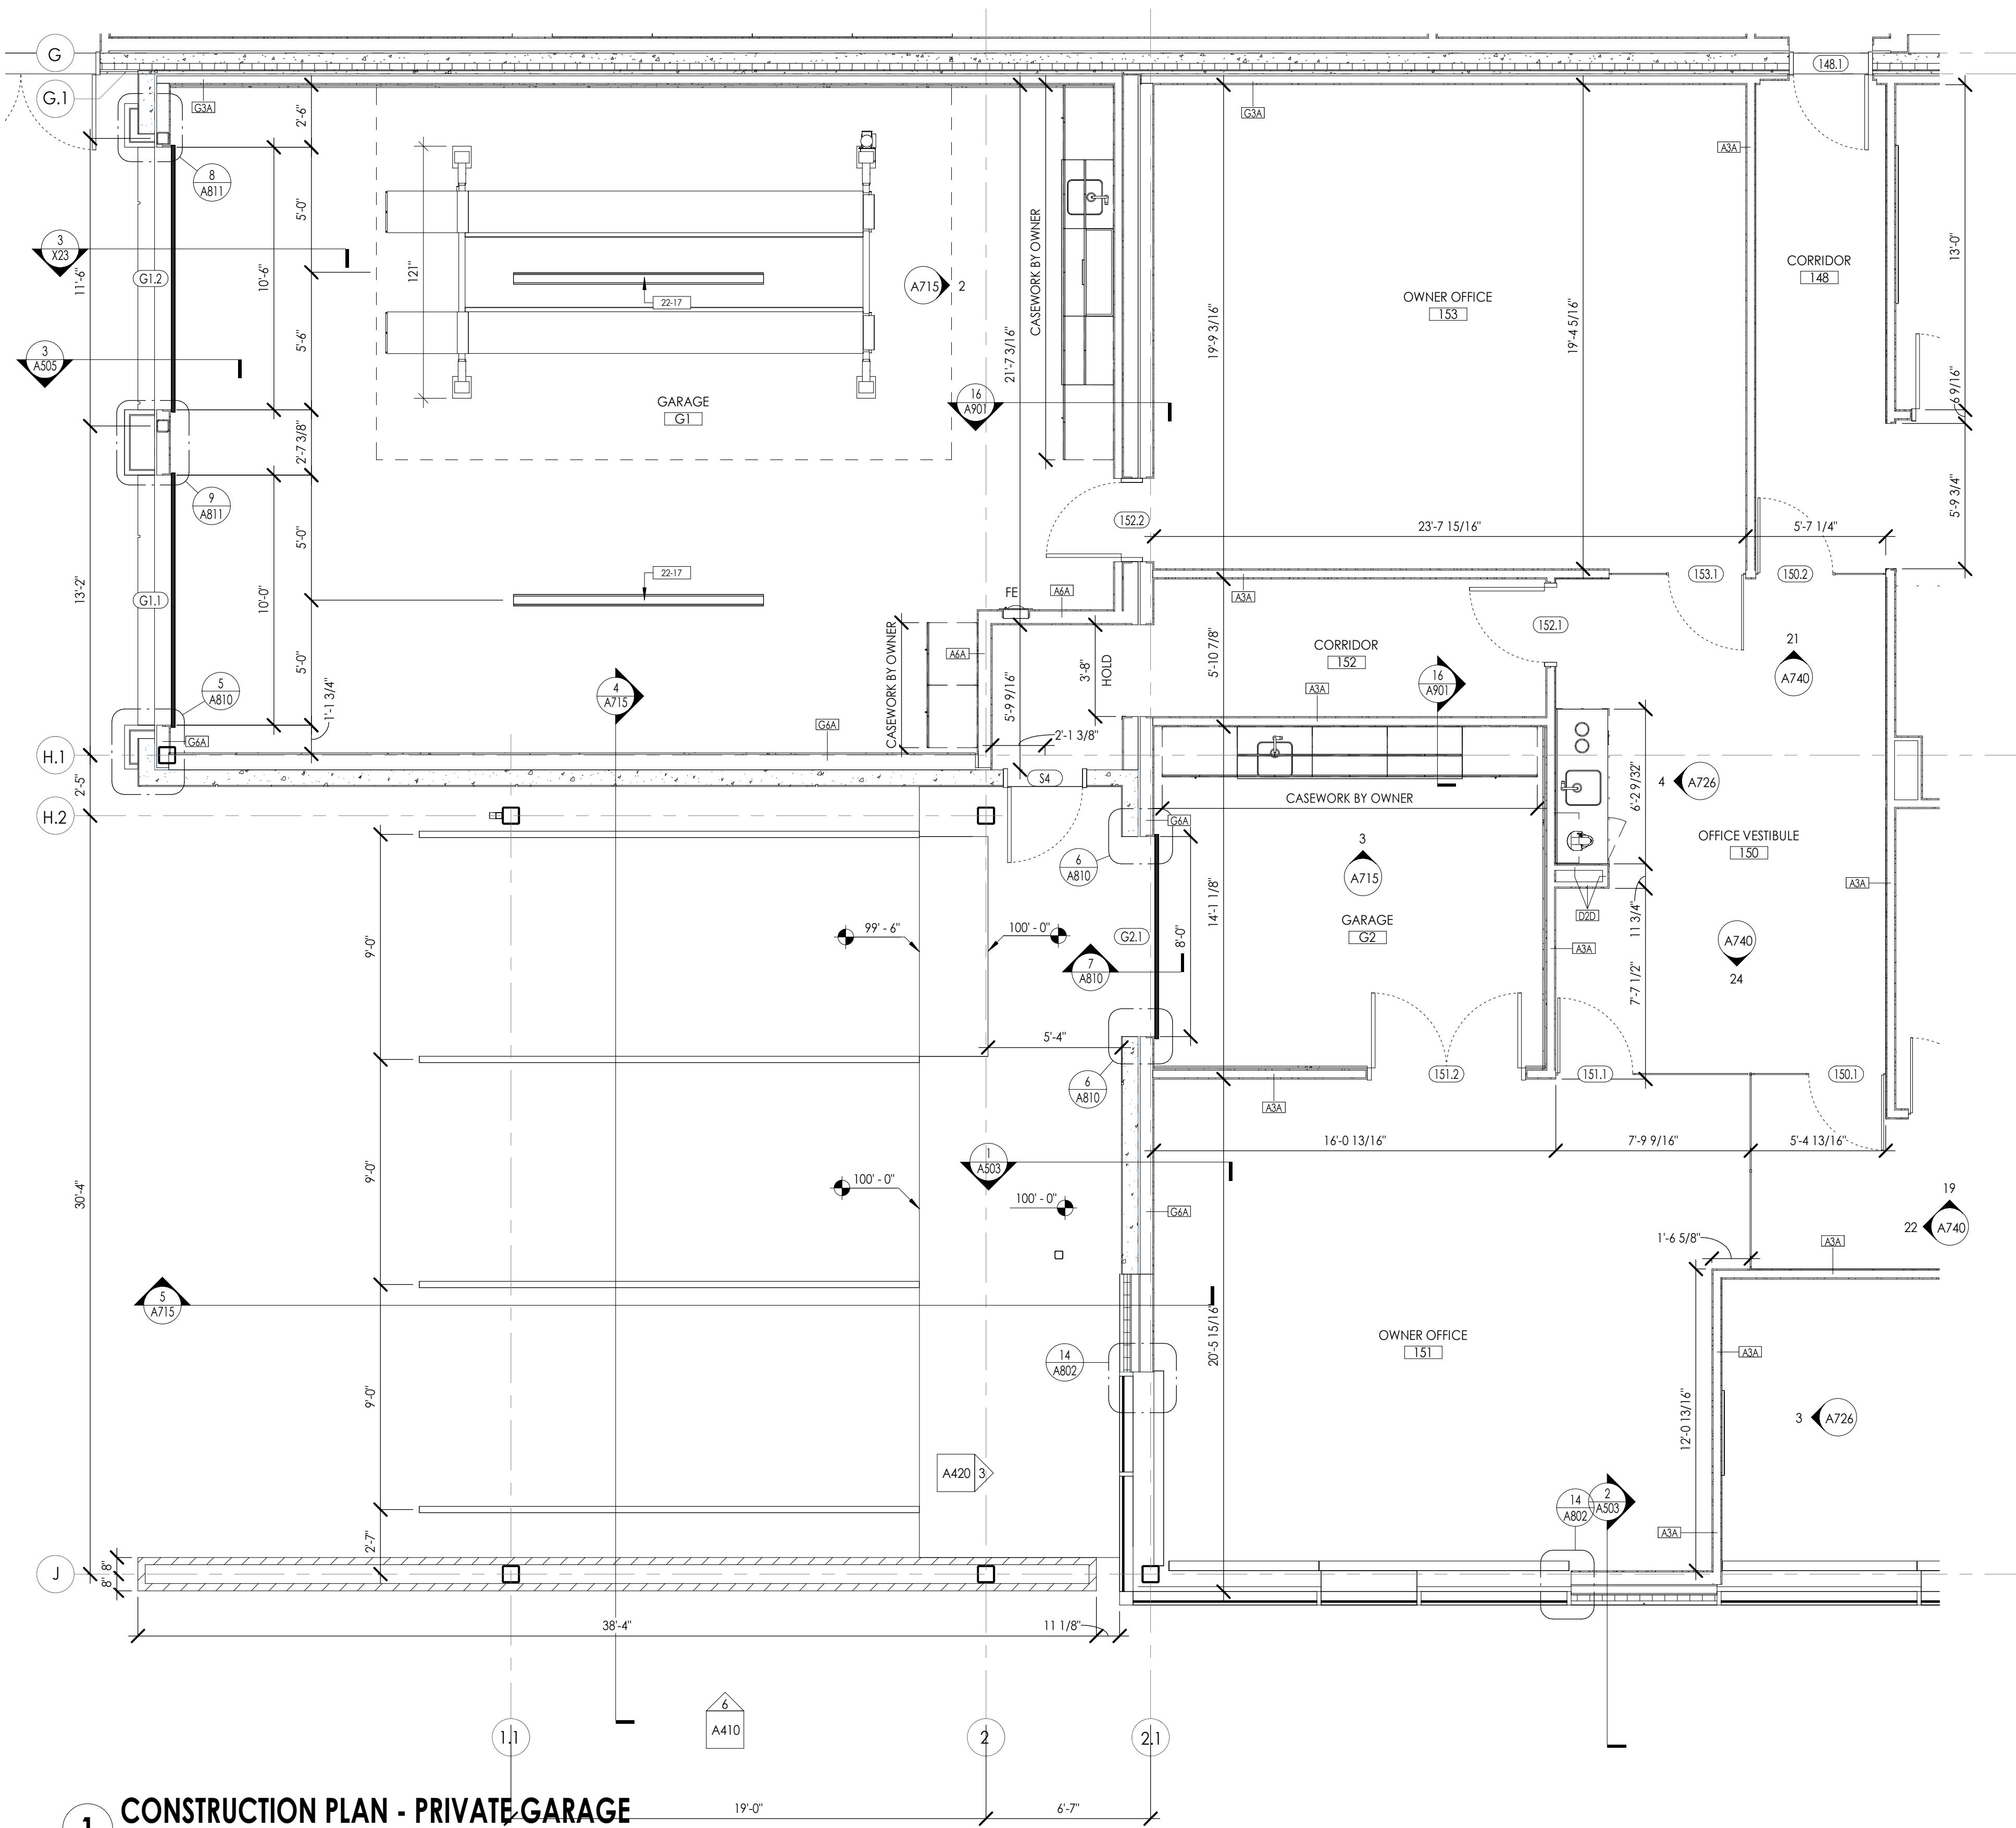 G
G.1
148.1
G3A
G3A
2'-6"
A3A
8
A811
5'-0"
121"
CASEWORK BY OWNER
3
X23
11'-6"
G1.2
10'-6"
22-17
A715
2
13'-0"
CORRIDOR
148
OWNER OFFICE
153
19'-9 3/16"
19'-4 5/16"
21'-7 3/16"
3
A505
5'-6"
GARAGE
G1
16
A901
6 9/16"
2'-7 3/8"
9
A811
5'-9 3/4"
152.2
23'-7 15/16"
5'-7 1/4"
5'-0"
22-17
13'-2"
G1.1
10'-0"
FE
A6A
A3A
153.1
150.2
152.1
CASEWORK BY OWNER
A6A
5'-0"
5'-10 7/8"
CORRIDOR
152
21
A740
3'-8"
HOLD
5
A810
4
A715
16
A901
A3A
1'-1 3/4"
5'-9 9/16"
G6A
G6A
2'-1 3/8"
H.1
S4
2'-5"
4
A726
6'-2 9/32"
CASEWORK BY OWNER
H.2
G6A
OFFICE VESTIBULE
150
3
A715
6
A810
A3A
14'-1 1/8"
GARAGE
G2
D2D
11 3/4"
99' - 6"
100' - 0"
G2.1
8'-0"
9'-0"
A3A
A740
24
7
A810
7'-7 1/2"
5'-4"
151.2
151.1
150.1
6
A810
A3A
16'-0 13/16"
7'-9 9/16"
5'-4 13/16"
1
A503
9'-0"
30'-4"
100' - 0"
100' - 0"
G6A
19
22
A740
1'-6 5/8"
A3A
5
A715
20'-5 15/16"
OWNER OFFICE
151
A3A
14
A802
9'-0"
12'-0 13/16"
3
A726
A420
3
14
A802
2
A503
A3A
2'-7"
J
8"
8"
38'-4"
11 1/8"
6
A410
1.1
2
2.1
1
CONSTRUCTION PLAN - PRIVATE GARAGE
19'-0"
6'-7"